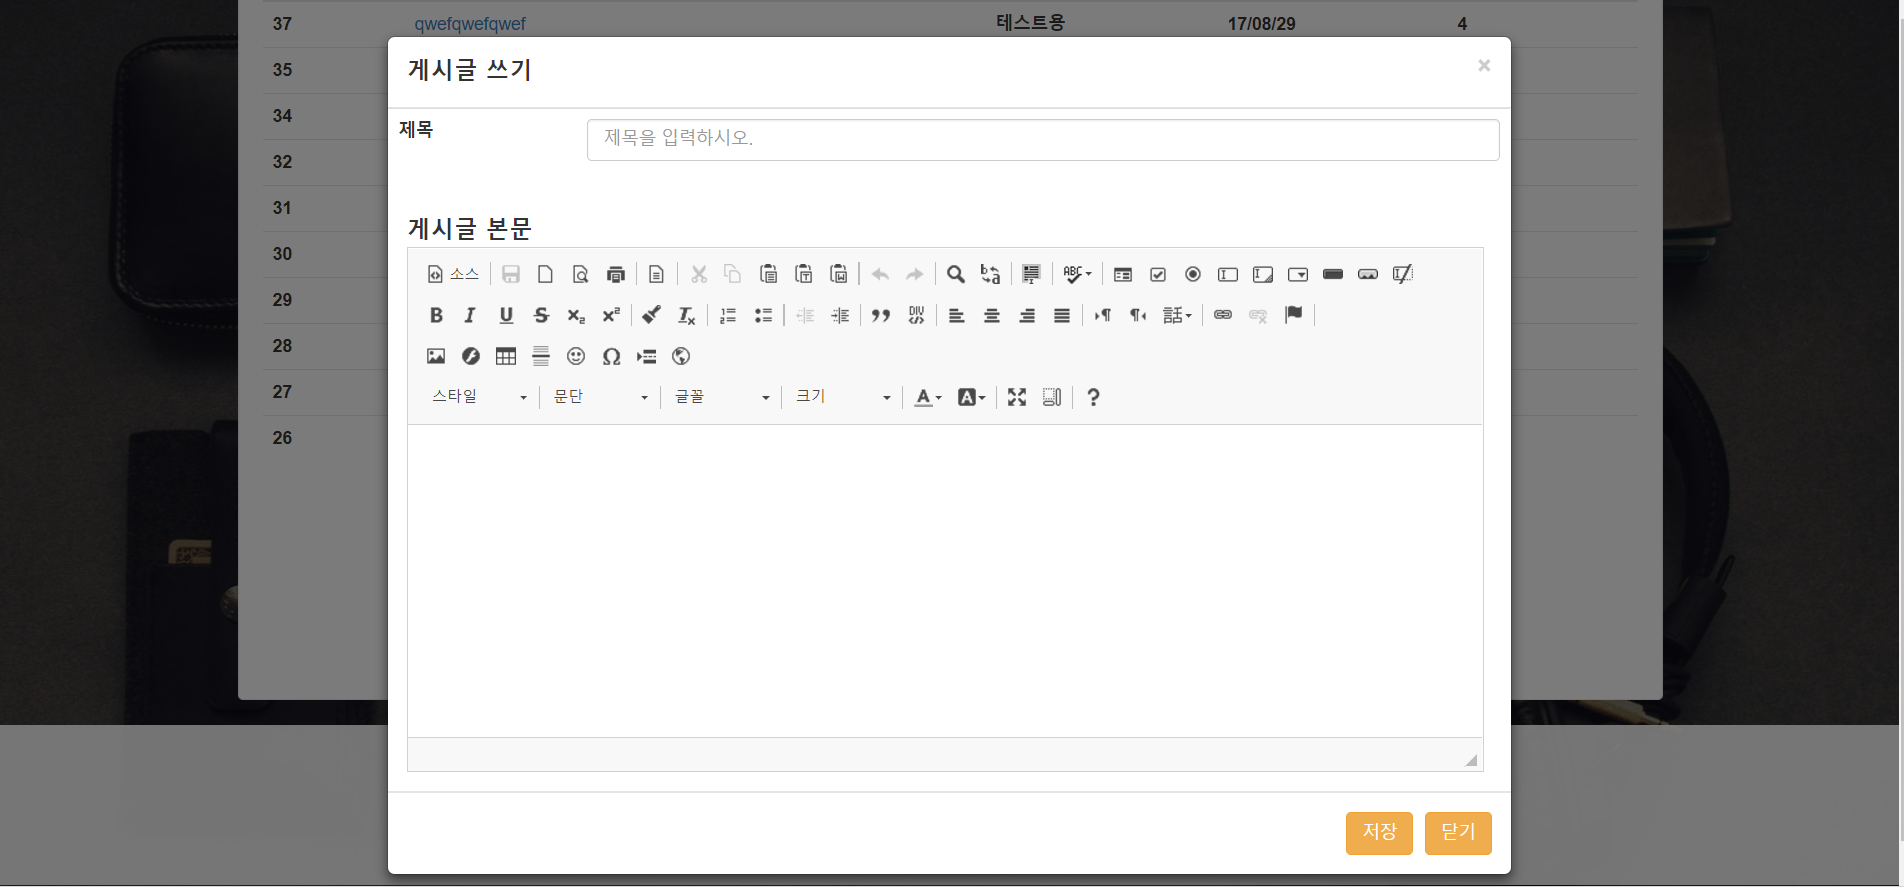 37 qwefqwefqwef 테스트용 17/08/29 4
35
34
32
31
30
29
28
27
26
게시글 쓰기 ×
제목 제목을 입력하시오.
게시글 본문
소스
스타일 문단 글꼴 크기
저장 닫기